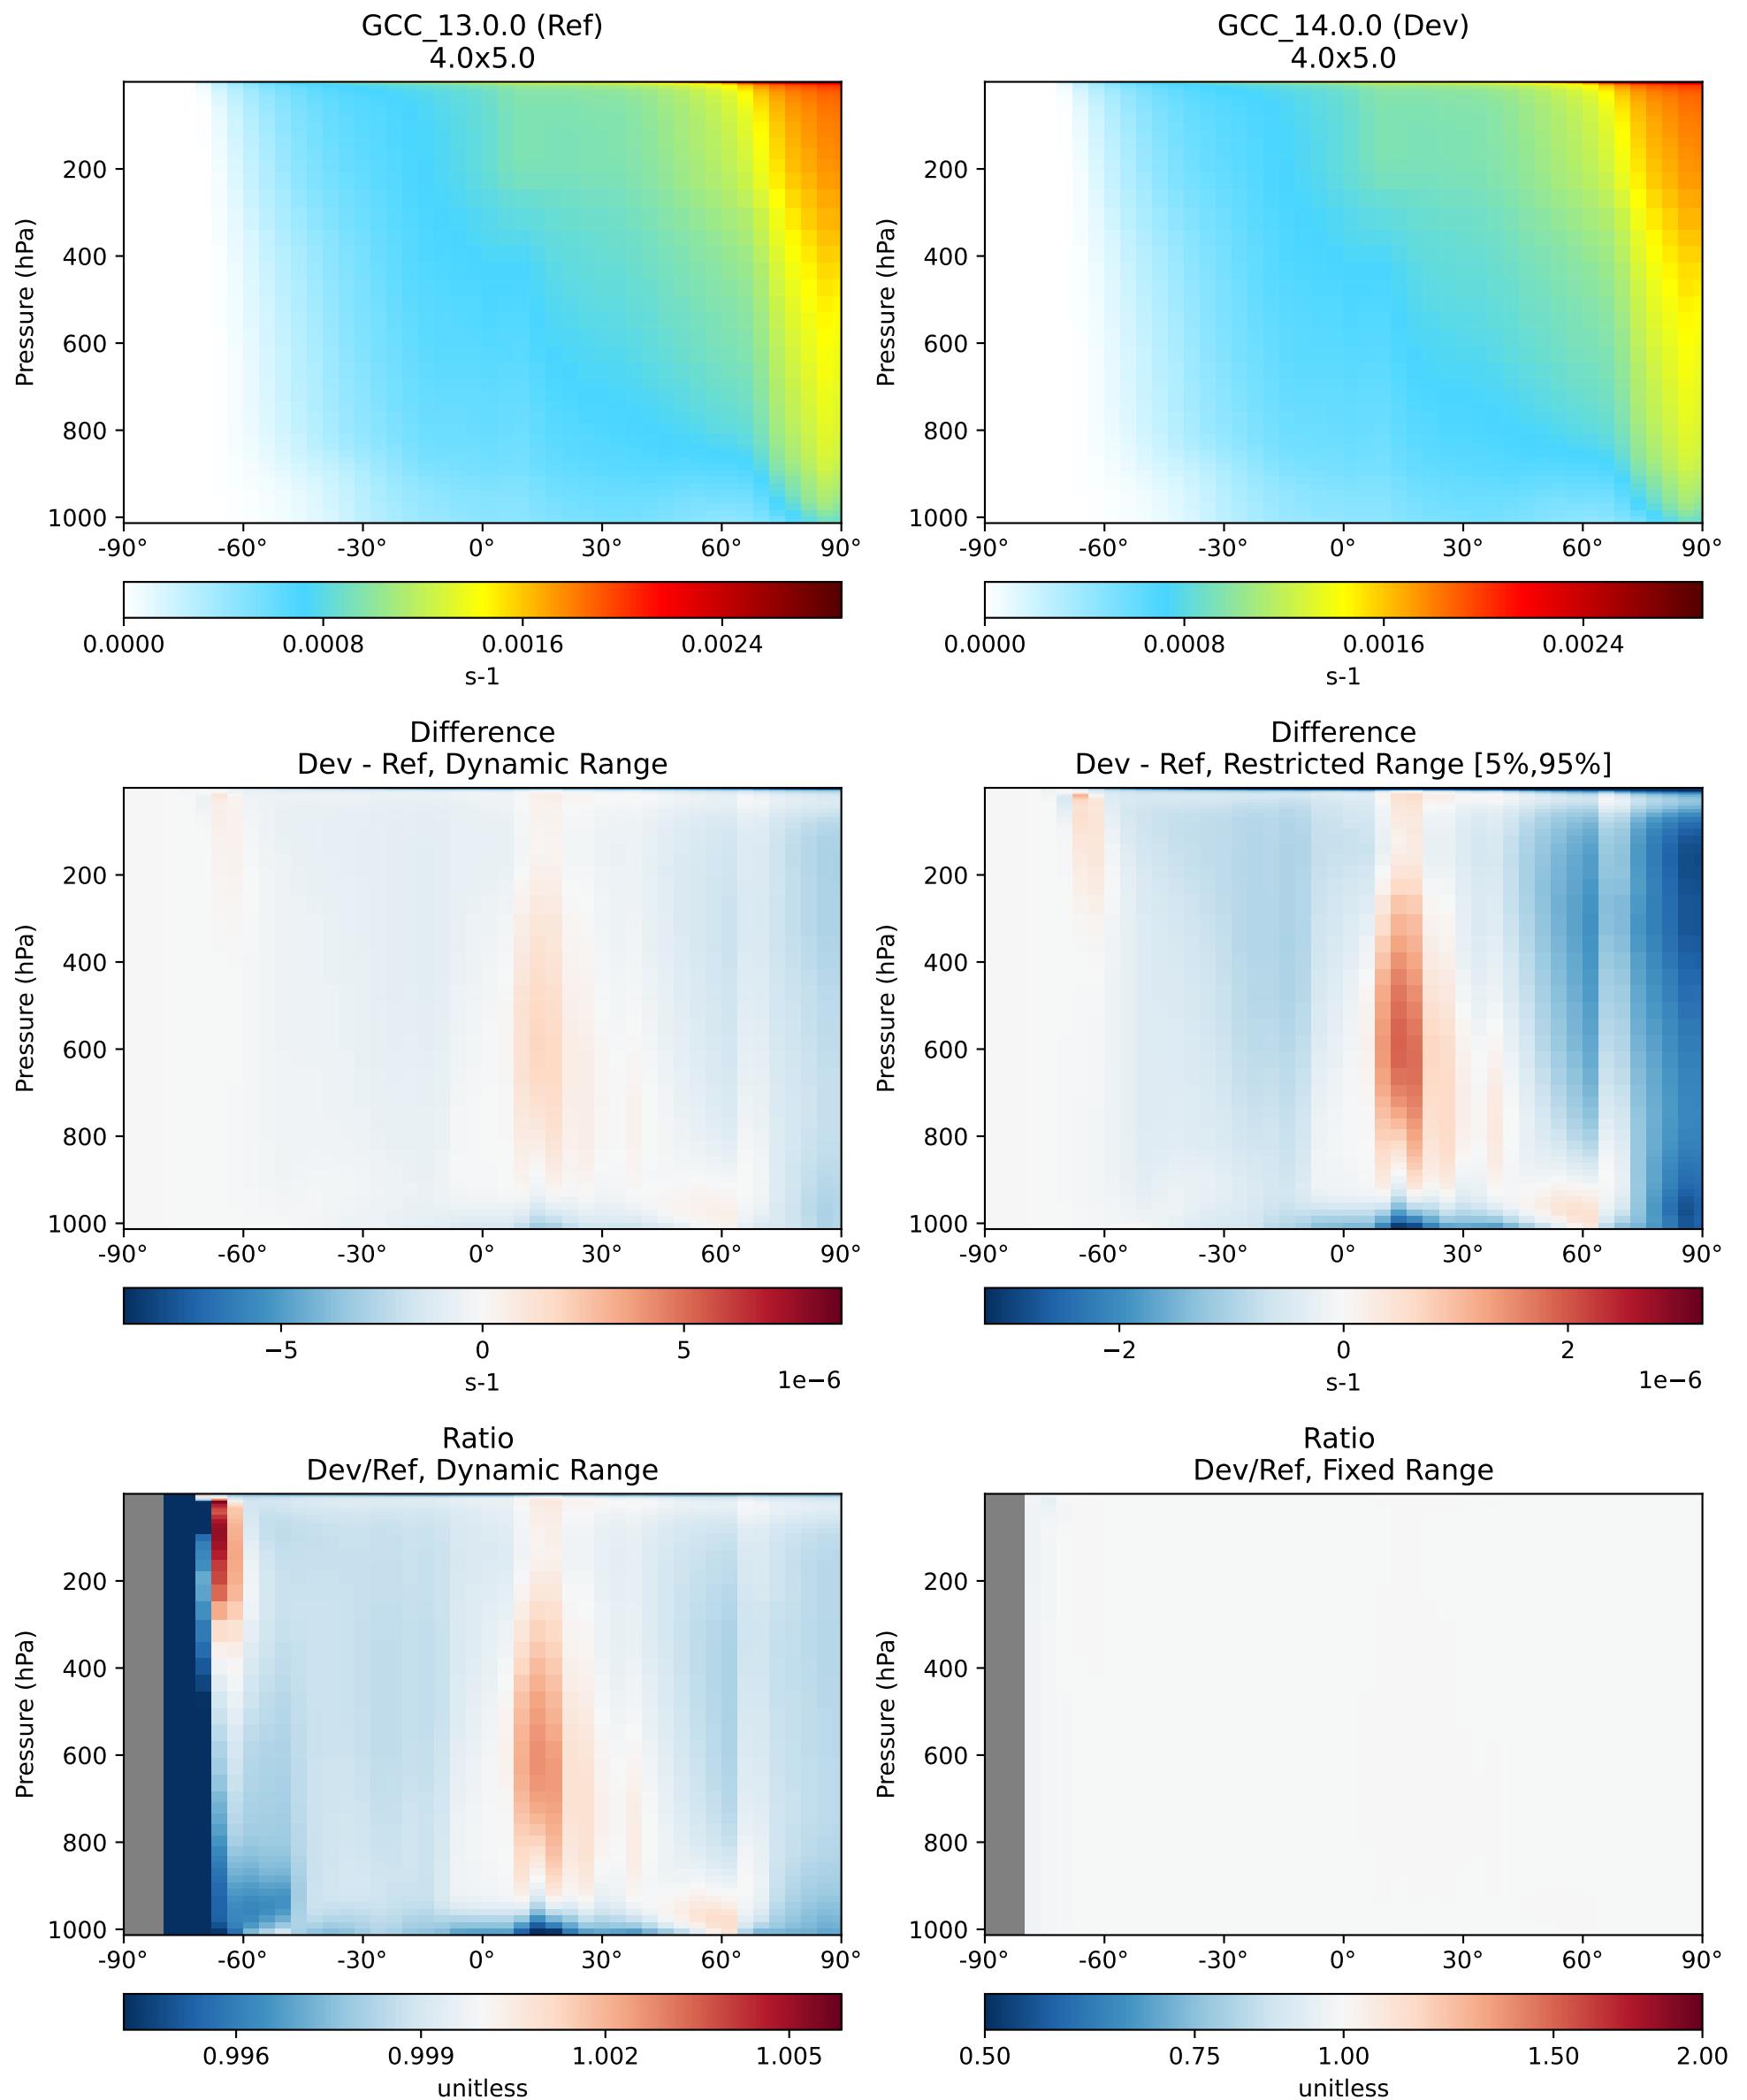 GCC_13.0.0 (Ref)
4.0x5.0
Pressure (hPa)
200
400
600
800
1000
-90° -60° -30° 0° 30° 60° 90°
0.0000 0.0008 0.0016 0.0024
s-1
GCC_14.0.0 (Dev)
4.0x5.0
Pressure (hPa)
200
400
600
800
1000
-90° -60° -30° 0° 30° 60° 90°
0.0000 0.0008 0.0016 0.0024
s-1
Difference
Dev - Ref, Dynamic Range
Pressure (hPa)
200
400
600
800
1000
-90° -60° -30° 0° 30° 60° 90°
−5 0 5
s-1 1e−6
Difference
Dev - Ref, Restricted Range [5%,95%]
Pressure (hPa)
200
400
600
800
1000
-90° -60° -30° 0° 30° 60° 90°
−2 0 2
s-1 1e−6
Ratio
Dev/Ref, Dynamic Range
Pressure (hPa)
200
400
600
800
1000
-90° -60° -30° 0° 30° 60° 90°
0.996 0.999 1.002 1.005
unitless
Ratio
Dev/Ref, Fixed Range
Pressure (hPa)
200
400
600
800
1000
-90° -60° -30° 0° 30° 60° 90°
0.50 0.75 1.00 1.50 2.00
unitless